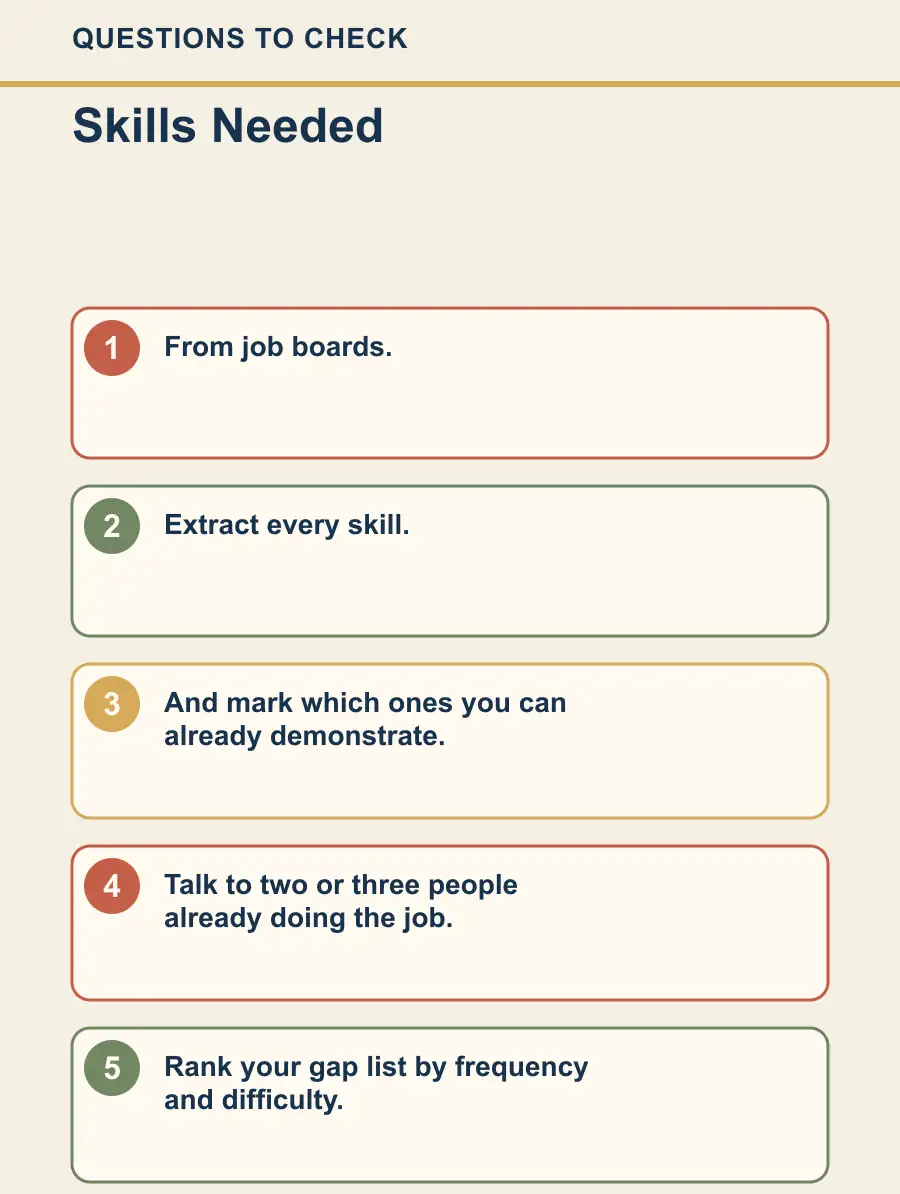 QUESTIONS TO CHECK
Skills Needed
1
From job boards.
2
Extract every skill.
3
And mark which ones you can
already demonstrate.
4
Talk to two or three people
already doing the job.
5
Rank your gap list by frequency
and difficulty.